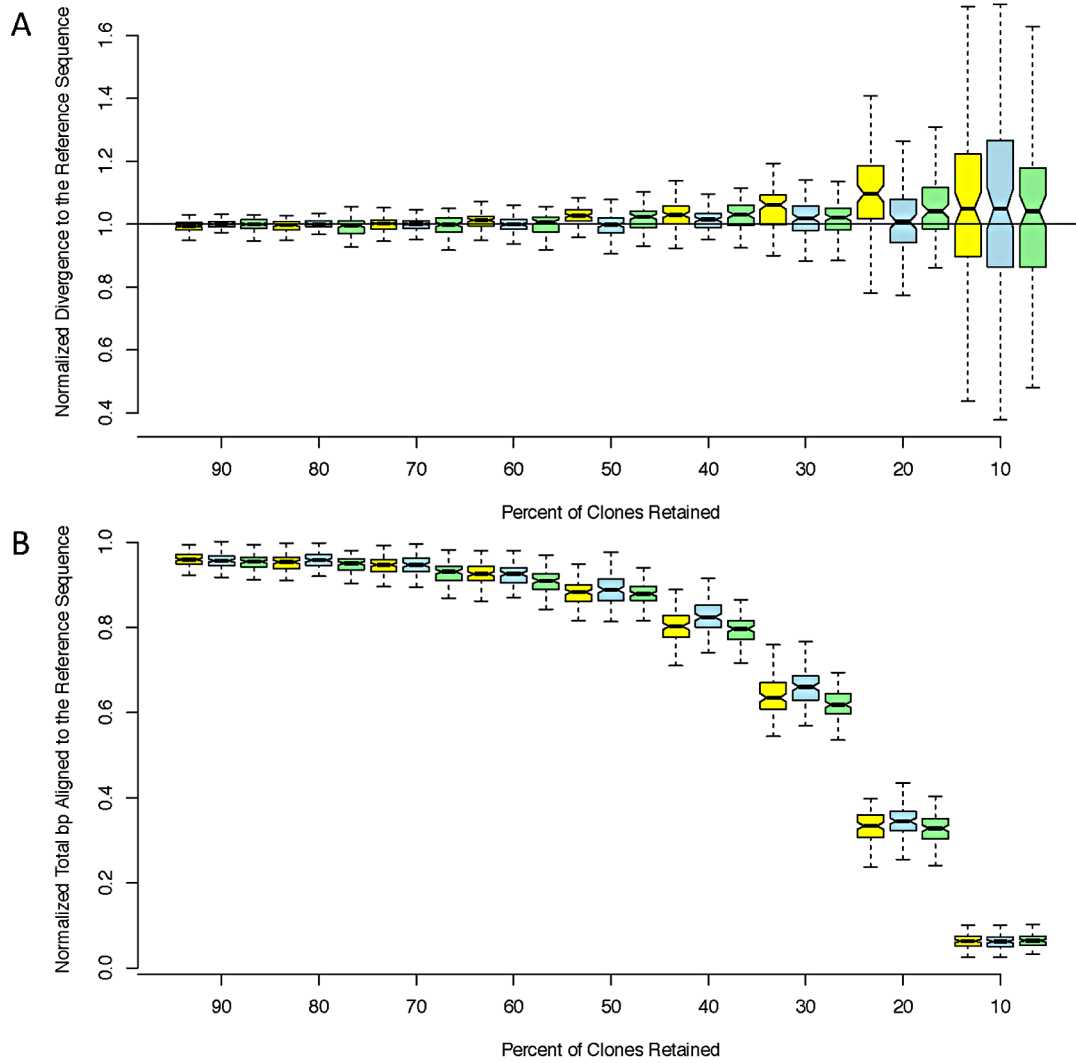 A
Normalized Divergence to the Reference Sequence
1.6
1.4
1.2
1.0
0.8
0.6
0.4
90 80 70 60 50 40 30 20 10
Percent of Clones Retained
B
Normalized Total bp Aligned to the Reference Sequence
1.0
0.8
0.6
0.4
0.2
0.0
90 80 70 60 50 40 30 20 10
Percent of Clones Retained